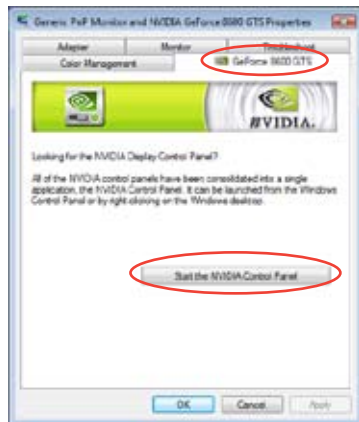 Generic PnP Monitor and NVIDIA GeForce 8600 GTS Properties
Adapter Monitor Troubleshoot
Color Management GeForce 8600 GTS
NVIDIA.
Looking for the NVIDIA Display Control Panel?
All of the NVIDIA control panels have been consolidated into a single
application, the NVIDIA Control Panel. It can be launched from the Windows
Control Panel or by right clicking on the Windows desktop.
Start the NVIDIA Control Panel
OK Cancel Apply